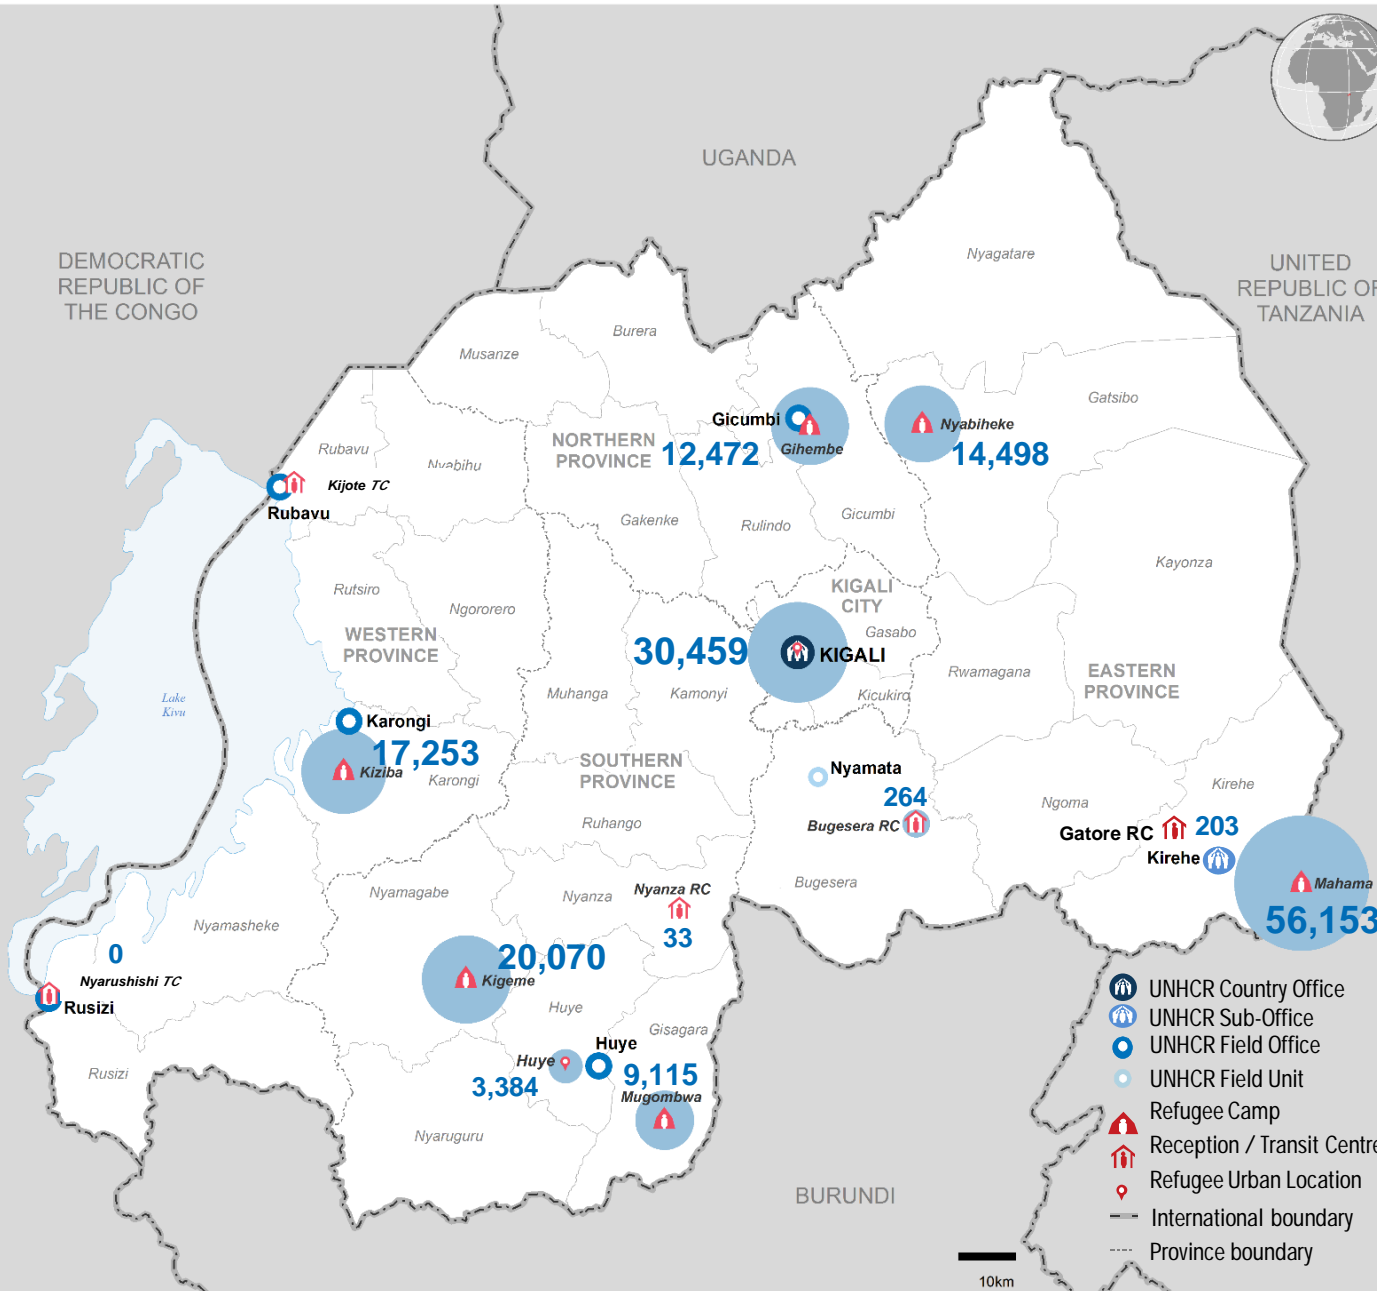 UGANDA
DEMOCRATIC
REPUBLIC OF
THE CONGO
UNITED
REPUBLIC OF
TANZANIA
Nyagatare
Burera
Musanze
Gatsibo
Gicumbi
Gihembe
12,472
Nyabiheke
14,498
NORTHERN
PROVINCE
Rubavu
Nyabihu
Kijote TC
Rubavu
Gakenke
Rulindo
Gicumbi
Kayonza
Rutsiro
Ngororero
KIGALI
CITY
Gasabo
WESTERN
PROVINCE
30,459
KIGALI
Lake
Kivu
Muhanga
Kamonyi
Kicukiro
Rwamagana
EASTERN
PROVINCE
Karongi
17,253
Kiziba
Karongi
SOUTHERN
PROVINCE
Nyamata
264
Bugesera RC
Ruhango
Ngoma
Kirehe
Gatore RC
203
Kirehe
Mahama
56,153
Nyamagabe
Nyanza
Nyanza RC
33
Bugesera
Nyamasheke
0
Nyarushishi TC
Rusizi
20,070
Kigeme
Huye
Gisagara
Huye
Huye
3,384
9,115
Mugombwa
Rusizi
Nyaruguru
BURUNDI
UNHCR Country Office
UNHCR Sub-Office
UNHCR Field Office
UNHCR Field Unit
Refugee Camp
Reception / Transit Centre
Refugee Urban Location
International boundary
Province boundary
10km